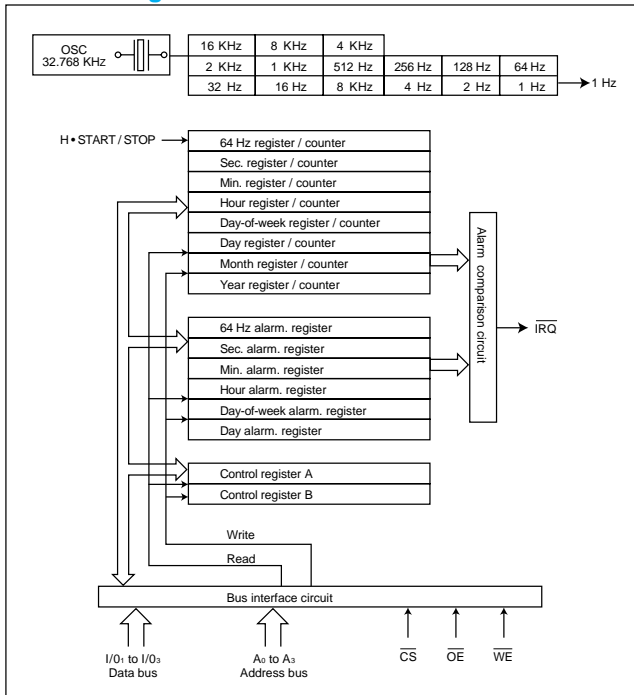 OSC
32.768 KHz
16 KHz 8 KHz 4 KHz
2 KHz 1 KHz 512 Hz 256 Hz 128 Hz 64 Hz
32 Hz 16 Hz 8 KHz 4 Hz 2 Hz 1 Hz
1 Hz
H • START / STOP
64 Hz register / counter
Sec. register / counter
Min. register / counter
Hour register / counter
Day-of-week register / counter
Day register / counter
Month register / counter
Year register / counter
Alarm comparison circuit
IRQ
64 Hz alarm. register
Sec. alarm. register
Min. alarm. register
Hour alarm. register
Day-of-week alarm. register
Day alarm. register
Control register A
Control register B
Write
Read
Bus interface circuit
I/0₁ to I/0₃
Data bus
A₀ to A₃
Address bus
CS
OE
WE